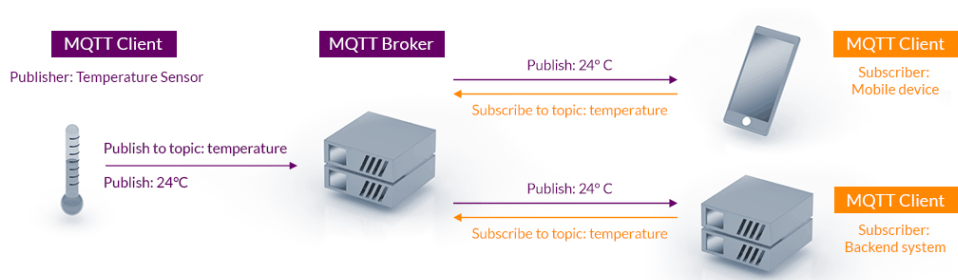 MQTT Client
Publisher: Temperature Sensor
Publish to topic: temperature
Publish: 24°C
MQTT Broker
Publish: 24° C
Subscribe to topic: temperature
MQTT Client
Subscriber:
Mobile device
Publish: 24° C
Subscribe to topic: temperature
MQTT Client
Subscriber:
Backend system